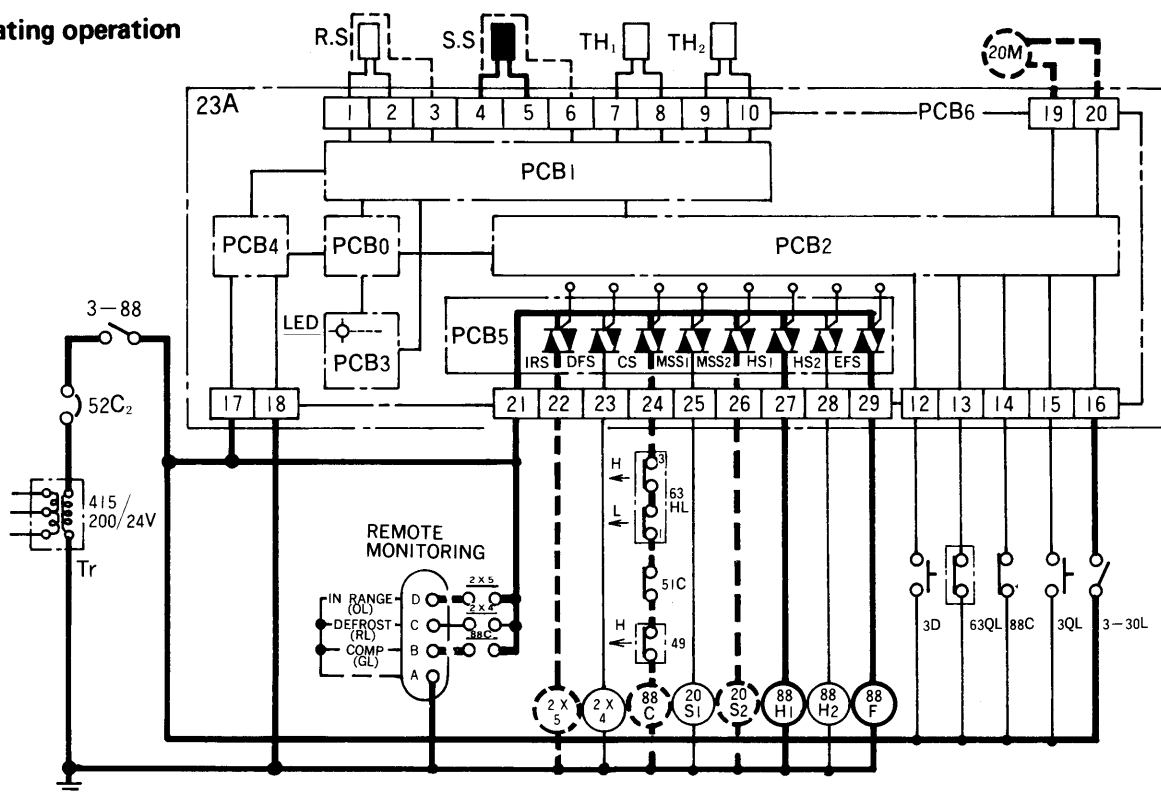 ating operation
R.S S.S TH₁ TH₂ 20M
23A
1 2 3 4 5 6 7 8 9 10 PCB6 19 20
PCB1
PCB4 PCB0 PCB2
3-88
LED
PCB3
PCB5
IRS DFS CS MSS1 MSS2 HS1 HS2 EFS
17 18 21 22 23 24 25 26 27 28 29 12 13 14 15 16
52C₂
415
200/24V
Tr
H 3
63
HL
L
1
51C
H 49
REMOTE
MONITORING
IN RANGE
(OL)
DEFROST
(RL)
COMP
(GL)
D
C
B
A
2X5
2X4
88C
3D 63QL 88C 3QL 3-30L
2X
5
2X
4
88
C
20
S1
20
S2
88
H1
88
H2
88
F